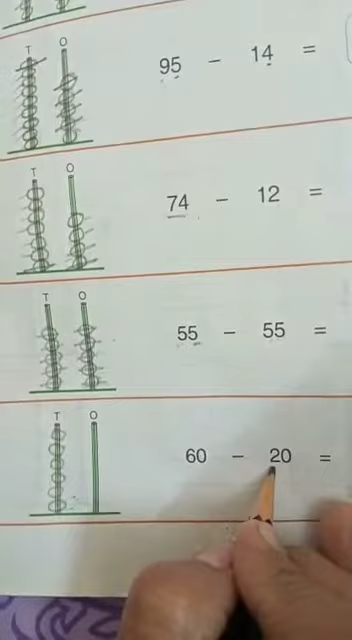 T O
95 - 14 =
T O
74 - 12 =
T O
55 - 55 =
T O
60 - 20 =